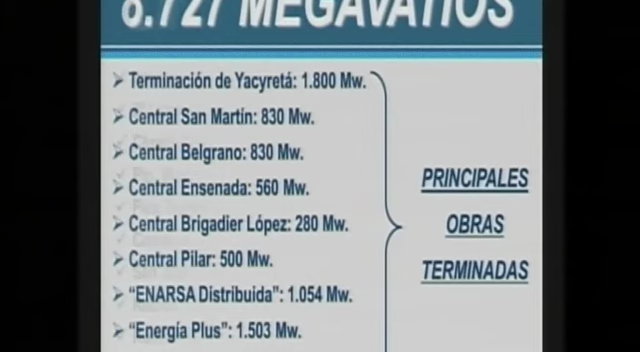 8.727 MEGAVATIOS
Terminación de Yacyretá: 1.800 Mw.
Central San Martín: 830 Mw.
Central Belgrano: 830 Mw.
Central Ensenada: 560 Mw.
Central Brigadier López: 280 Mw.
Central Pilar: 500 Mw.
"ENARSA Distribuida": 1.054 Mw.
"Energía Plus": 1.503 Mw.
PRINCIPALES
OBRAS
TERMINADAS